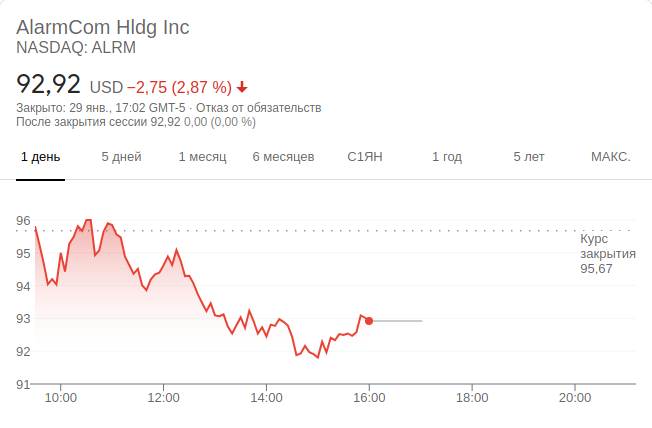 AlarmCom Hldg Inc
NASDAQ: ALRM
92,92 USD −2,75 (2,87 %)
Закрыто: 29 янв., 17:02 GMT-5 · Отказ от обязательств
После закрытия сессии 92,92 0,00 (0,00 %)
1 день 5 дней 1 месяц 6 месяцев С1ЯН 1 год 5 лет МАКС.
96
Курс
закрытия
95,67
95
94
93
92
91
10:00 12:00 14:00 16:00 18:00 20:00